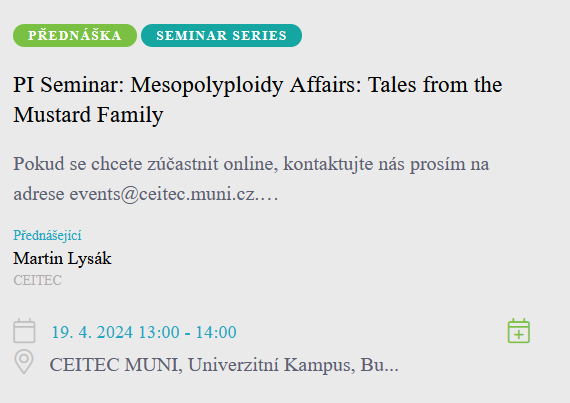 PŘEDNÁŠKA SEMINAR SERIES
PI Seminar: Mesopolyploidy Affairs: Tales from the
Mustard Family
Pokud se chcete zúčastnit online, kontaktujte nás prosím na
adrese events@ceitec.muni.cz.…
Přednášející
Martin Lysák
CEITEC
19. 4. 2024 13:00 - 14:00
CEITEC MUNI, Univerzitní Kampus, Bu...